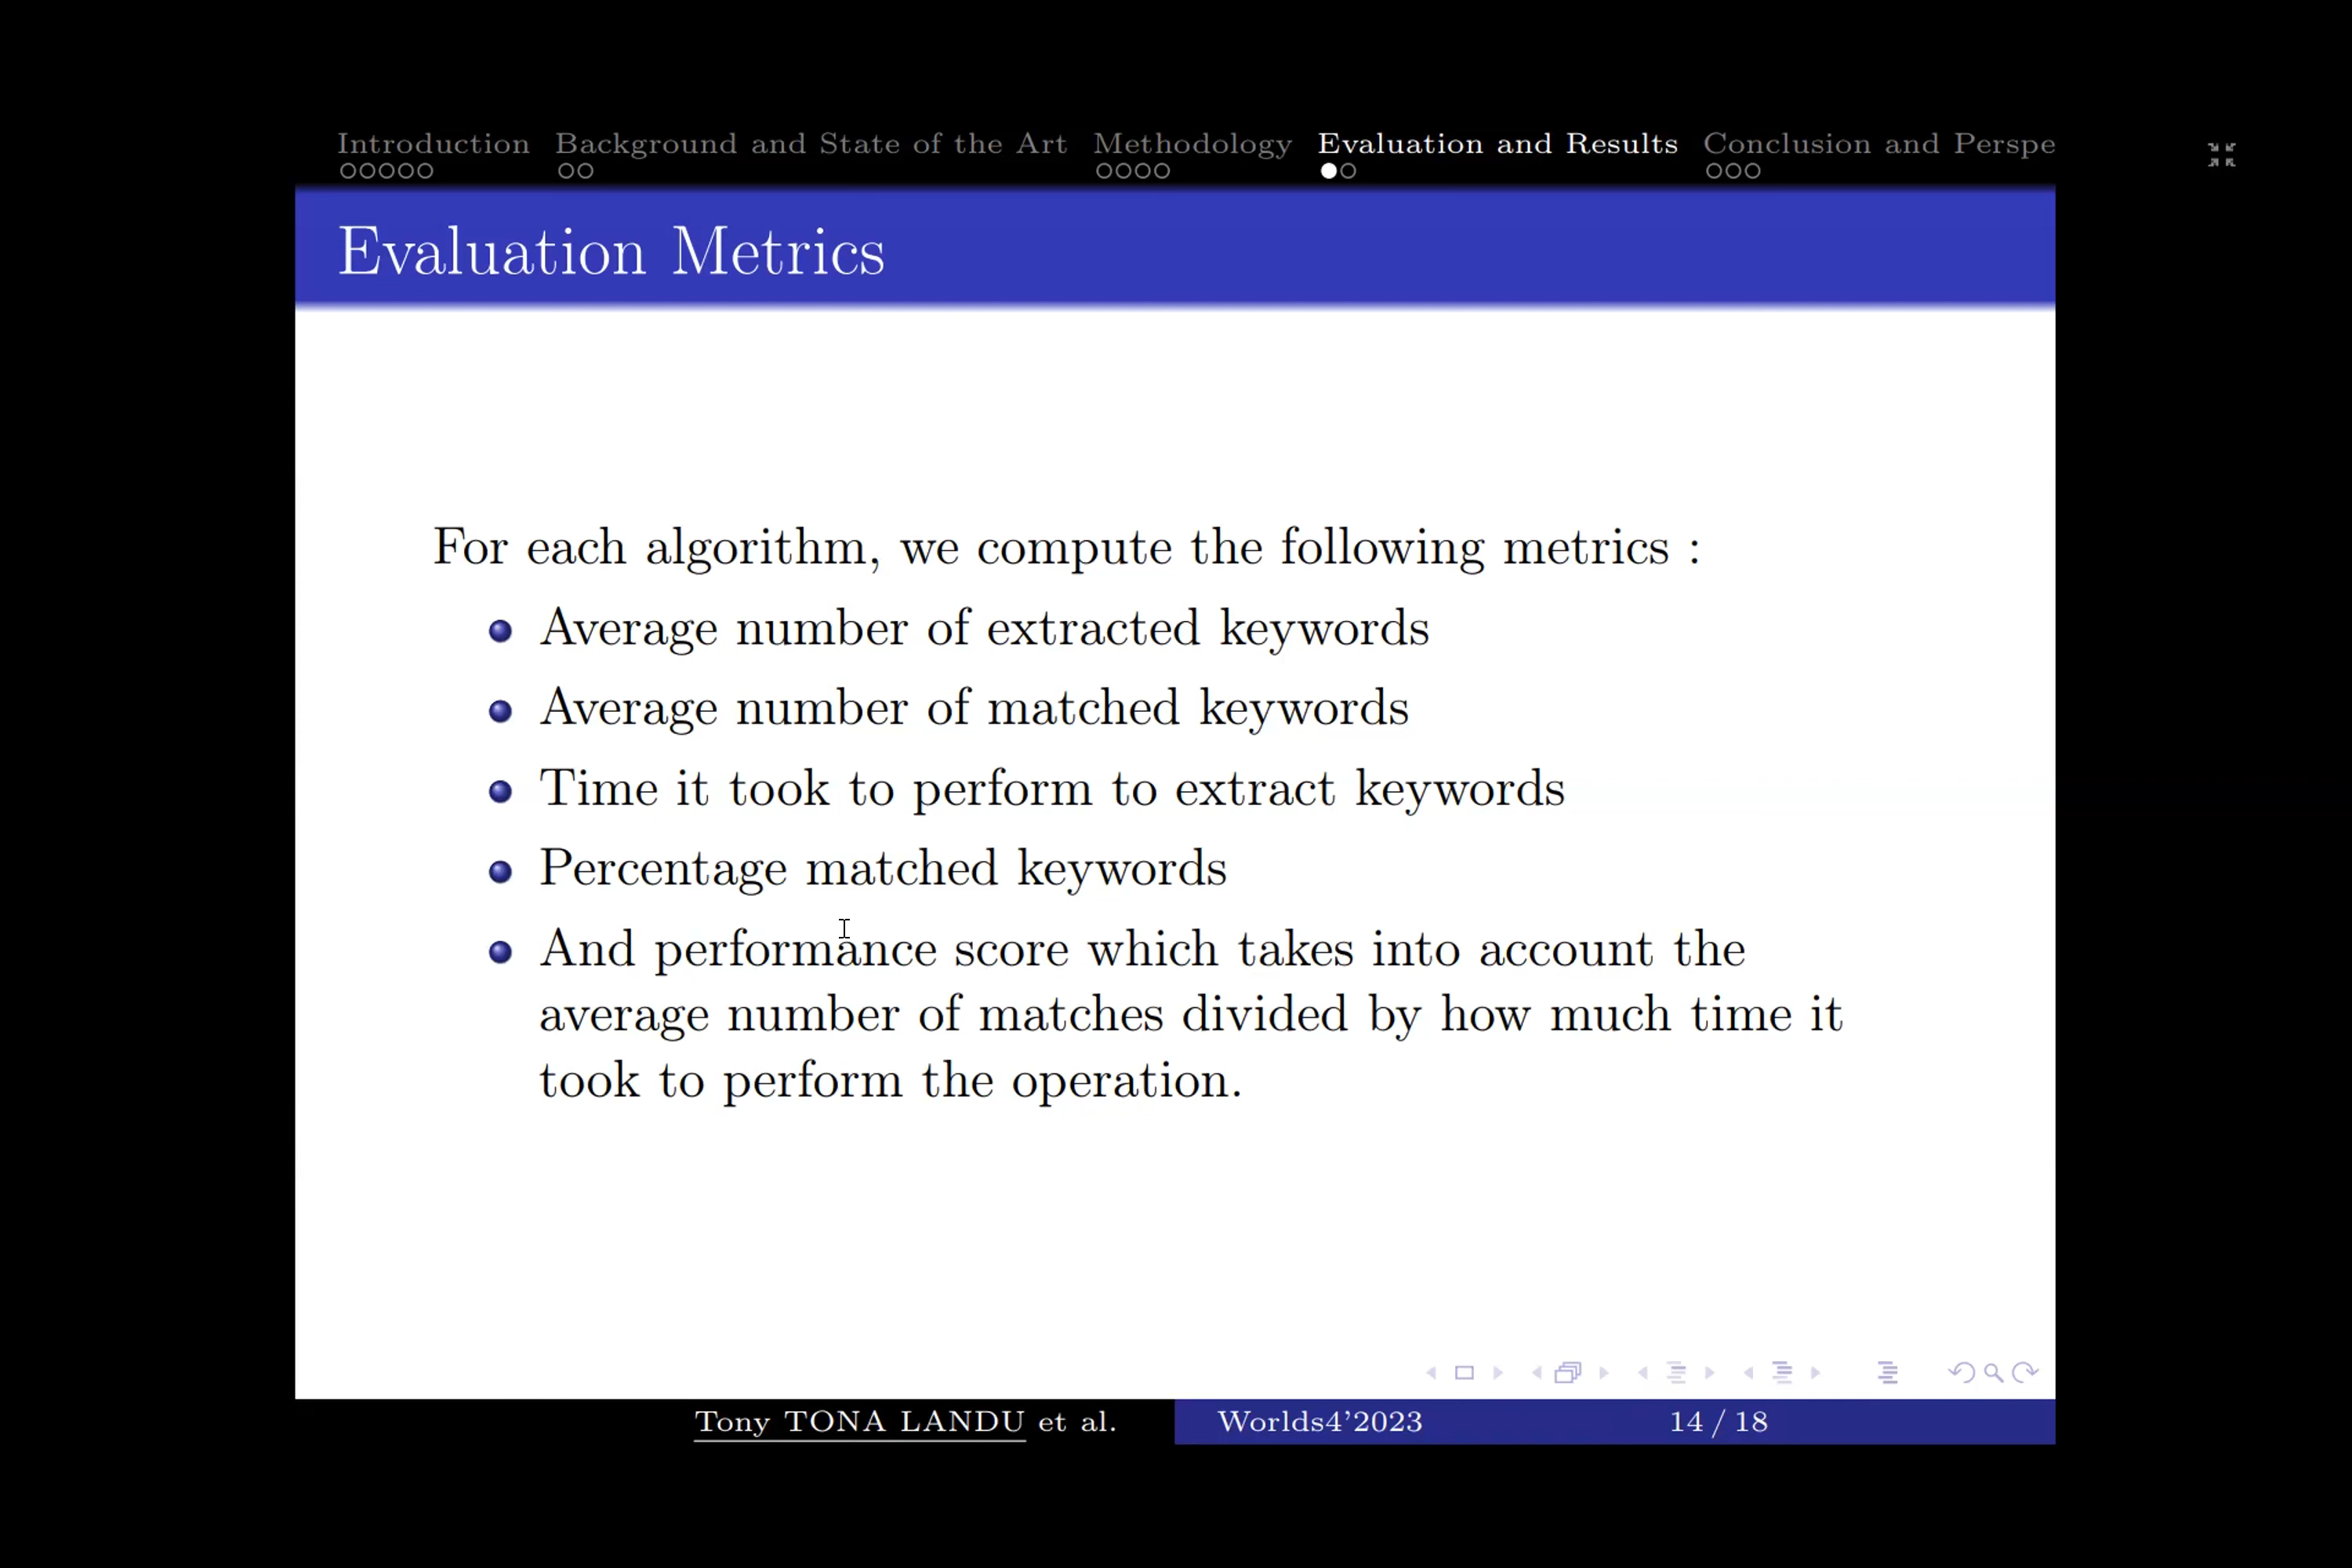 Introduction Background and State of the Art Methodology Evaluation and Results Conclusion and Perspe
Evaluation Metrics
For each algorithm, we compute the following metrics :
Average number of extracted keywords
Average number of matched keywords
Time it took to perform to extract keywords
Percentage matched keywords
And performance score which takes into account the
average number of matches divided by how much time it
took to perform the operation.
Tony TONA LANDU et al. Worlds4'2023 14 / 18